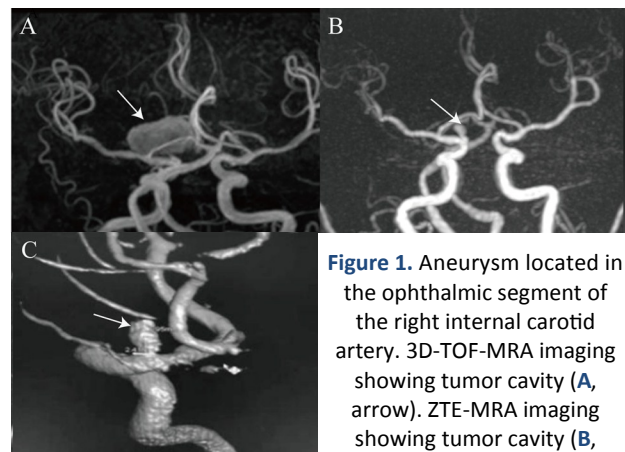 A
B
C
Figure 1. Aneurysm located in
the ophthalmic segment of
the right internal carotid
artery. 3D-TOF-MRA imaging
showing tumor cavity (A,
arrow). ZTE-MRA imaging
showing tumor cavity (B,